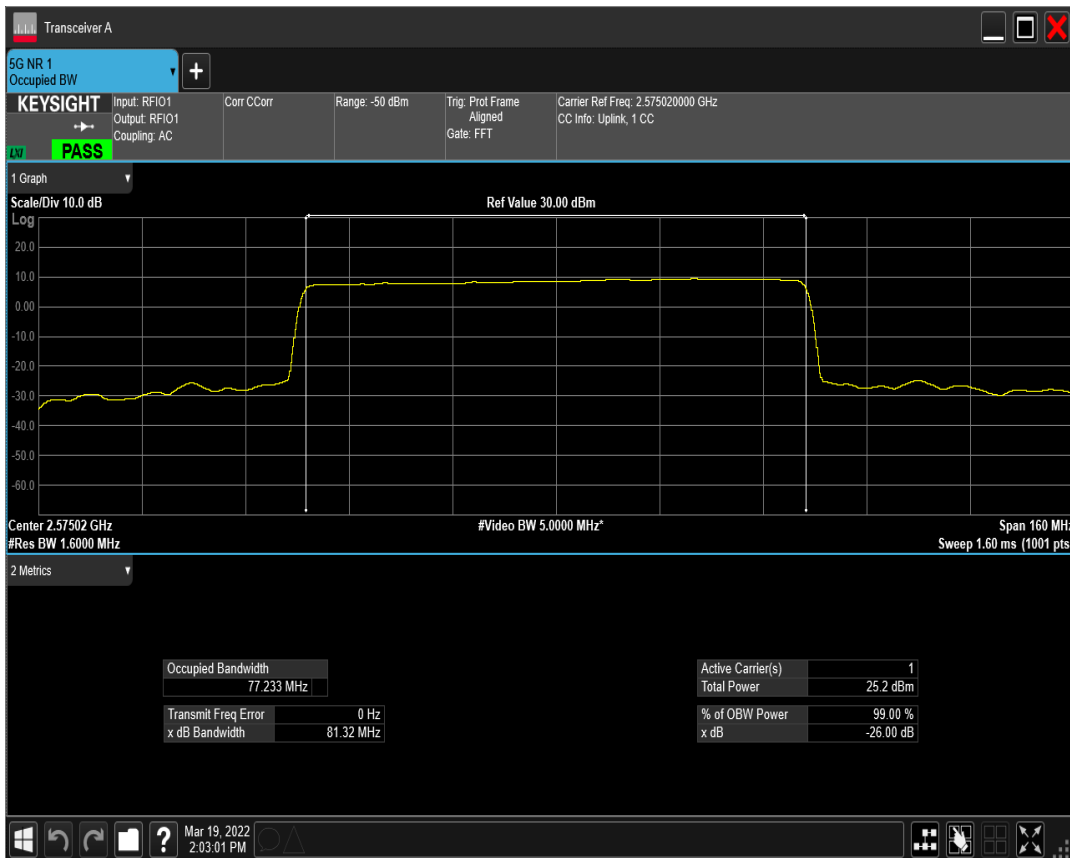 Transceiver A
5G NR 1
Occupied BW
KEYSIGHT
LXI
PASS
Input: RFIO1
Output: RFIO1
Coupling: AC
Corr CCorr
Range: -50 dBm
Trig: Prot Frame
Aligned
Gate: FFT
Carrier Ref Freq: 2.575020000 GHz
CC Info: Uplink, 1 CC
1 Graph
Scale/Div 10.0 dB
Ref Value 30.00 dBm
Log
20.0
10.0
0.00
-10.0
-20.0
-30.0
-40.0
-50.0
-60.0
Center 2.57502 GHz
#Video BW 5.0000 MHz*
Span 160 MHz
#Res BW 1.6000 MHz
Sweep 1.60 ms (1001 pts
2 Metrics
Occupied Bandwidth
77.233 MHz
Transmit Freq Error 0 Hz
x dB Bandwidth 81.32 MHz
Active Carrier(s) 1
Total Power 25.2 dBm
% of OBW Power 99.00 %
x dB -26.00 dB
?
Mar 19, 2022
2:03:01 PM